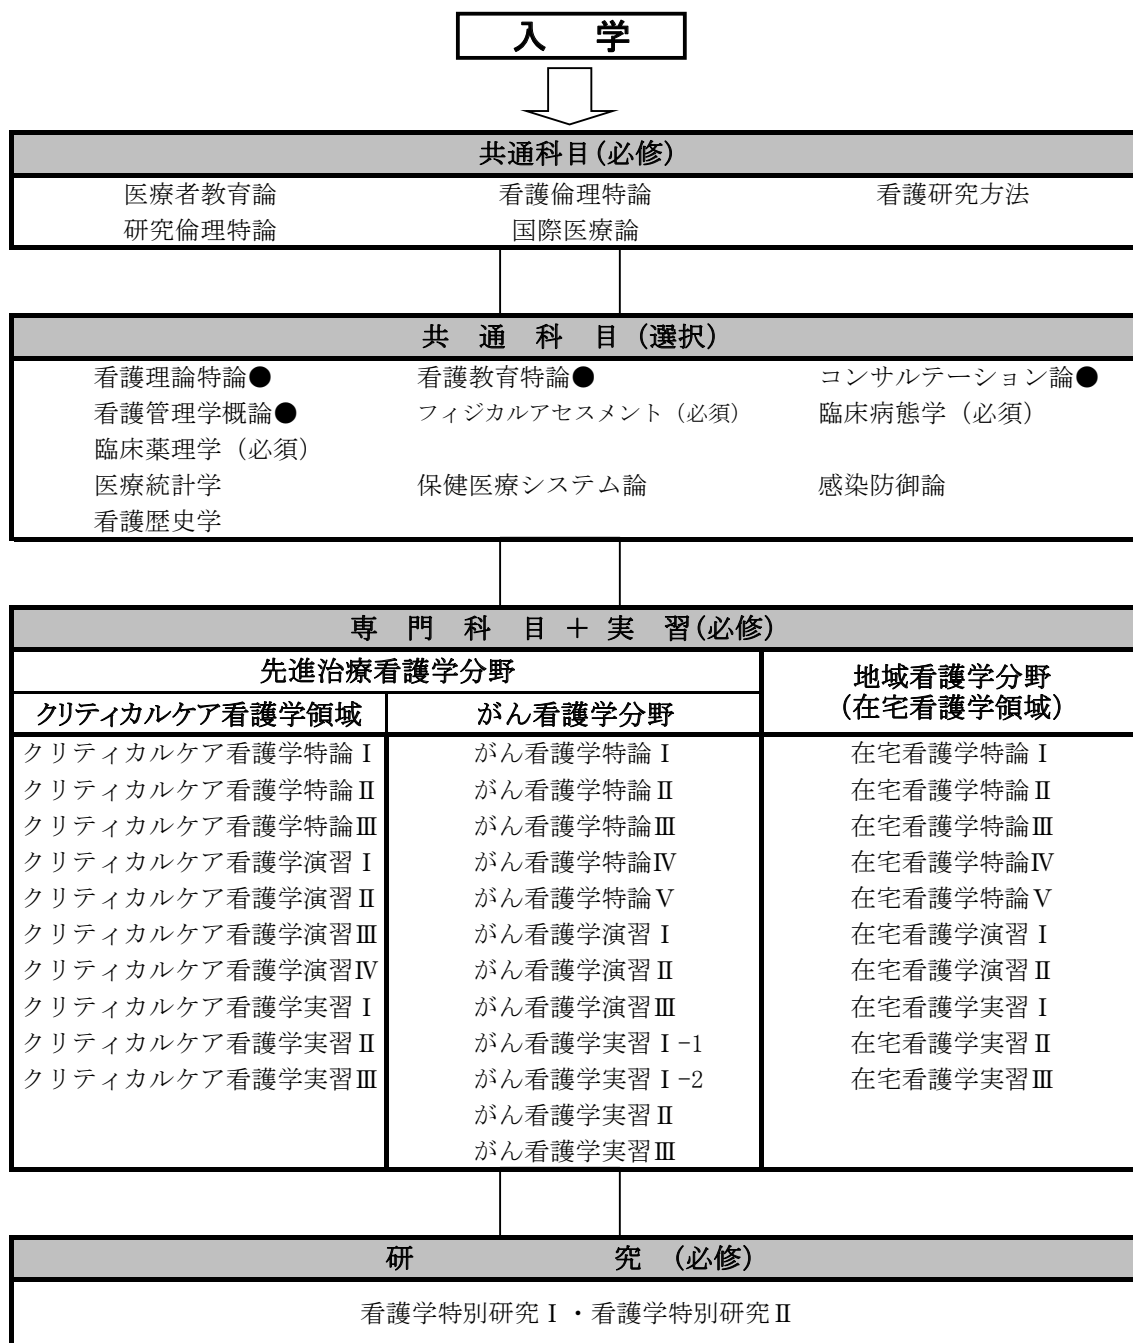 入　学
共通科目(必修)
医療者教育論　看護倫理特論　看護研究方法
研究倫理特論　国際医療論
共　通　科　目　(選択)
看護理論特論●　看護教育特論●　コンサルテーション論●
看護管理学概論●　フィジカルアセスメント（必須）　臨床病態学（必須）
臨床薬理学（必須）
医療統計学　保健医療システム論　感染防御論
看護歴史学
専　門　科　目　＋　実　習(必修)
先進治療看護学分野　地域看護学分野
(在宅看護学領域)
クリティカルケア看護学領域　がん看護学分野
クリティカルケア看護学特論Ⅰ　がん看護学特論Ⅰ　在宅看護学特論Ⅰ
クリティカルケア看護学特論Ⅱ　がん看護学特論Ⅱ　在宅看護学特論Ⅱ
クリティカルケア看護学特論Ⅲ　がん看護学特論Ⅲ　在宅看護学特論Ⅲ
クリティカルケア看護学演習Ⅰ　がん看護学特論Ⅳ　在宅看護学特論Ⅳ
クリティカルケア看護学演習Ⅱ　がん看護学特論Ⅴ　在宅看護学特論Ⅴ
クリティカルケア看護学演習Ⅲ　がん看護学演習Ⅰ　在宅看護学演習Ⅰ
クリティカルケア看護学演習Ⅳ　がん看護学演習Ⅱ　在宅看護学演習Ⅱ
クリティカルケア看護学実習Ⅰ　がん看護学演習Ⅲ　在宅看護学実習Ⅰ
クリティカルケア看護学実習Ⅱ　がん看護学実習Ⅰ-1　在宅看護学実習Ⅱ
クリティカルケア看護学実習Ⅲ　がん看護学実習Ⅰ-2　在宅看護学実習Ⅲ
がん看護学実習Ⅱ
がん看護学実習Ⅲ
研　究　(必修)
看護学特別研究Ⅰ・看護学特別研究Ⅱ